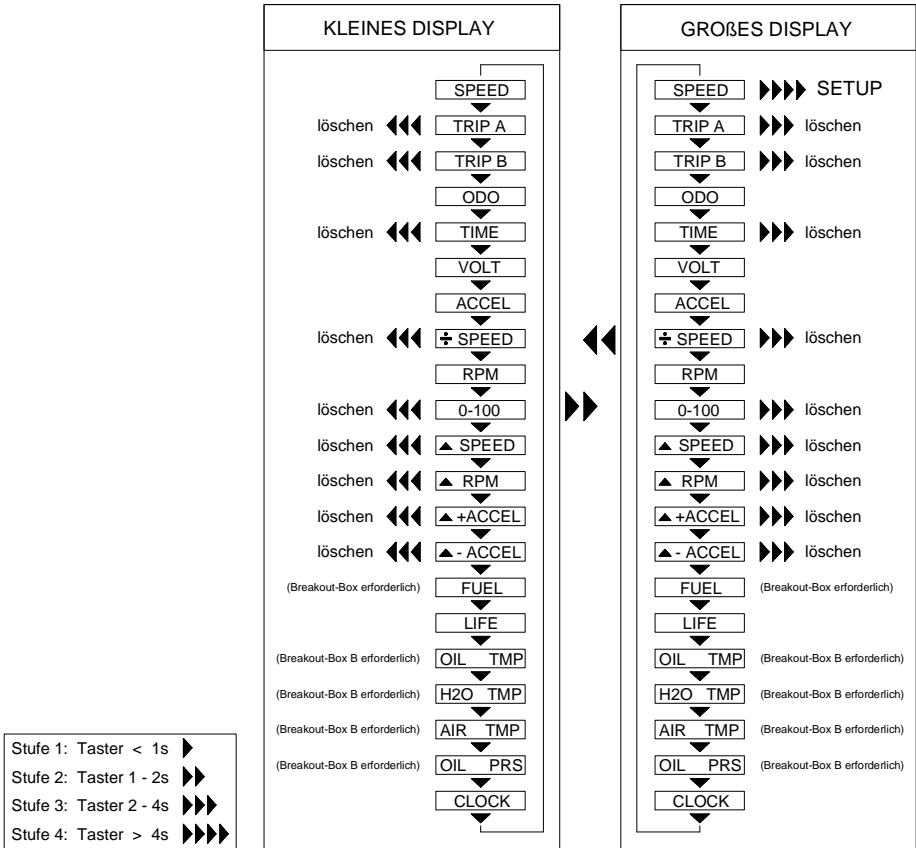 KLEINES DISPLAY
SPEED
löschen TRIP A
löschen TRIP B
ODO
löschen TIME
VOLT
ACCEL
löschen ÷ SPEED
RPM
löschen 0-100
löschen ▲ SPEED
löschen ▲ RPM
löschen ▲ +ACCEL
löschen ▲ - ACCEL
(Breakout-Box erforderlich) FUEL
LIFE
(Breakout-Box B erforderlich) OIL TMP
(Breakout-Box B erforderlich) H2O TMP
(Breakout-Box B erforderlich) AIR TMP
(Breakout-Box B erforderlich) OIL PRS
CLOCK
GROßES DISPLAY
SPEED SETUP
TRIP A löschen
TRIP B löschen
ODO
TIME löschen
VOLT
ACCEL
÷ SPEED löschen
RPM
0-100 löschen
▲ SPEED löschen
▲ RPM löschen
▲ +ACCEL löschen
▲ - ACCEL löschen
FUEL (Breakout-Box erforderlich)
LIFE
OIL TMP (Breakout-Box B erforderlich)
H2O TMP (Breakout-Box B erforderlich)
AIR TMP (Breakout-Box B erforderlich)
OIL PRS (Breakout-Box B erforderlich)
CLOCK
Stufe 1: Taster < 1s
Stufe 2: Taster 1 - 2s
Stufe 3: Taster 2 - 4s
Stufe 4: Taster > 4s